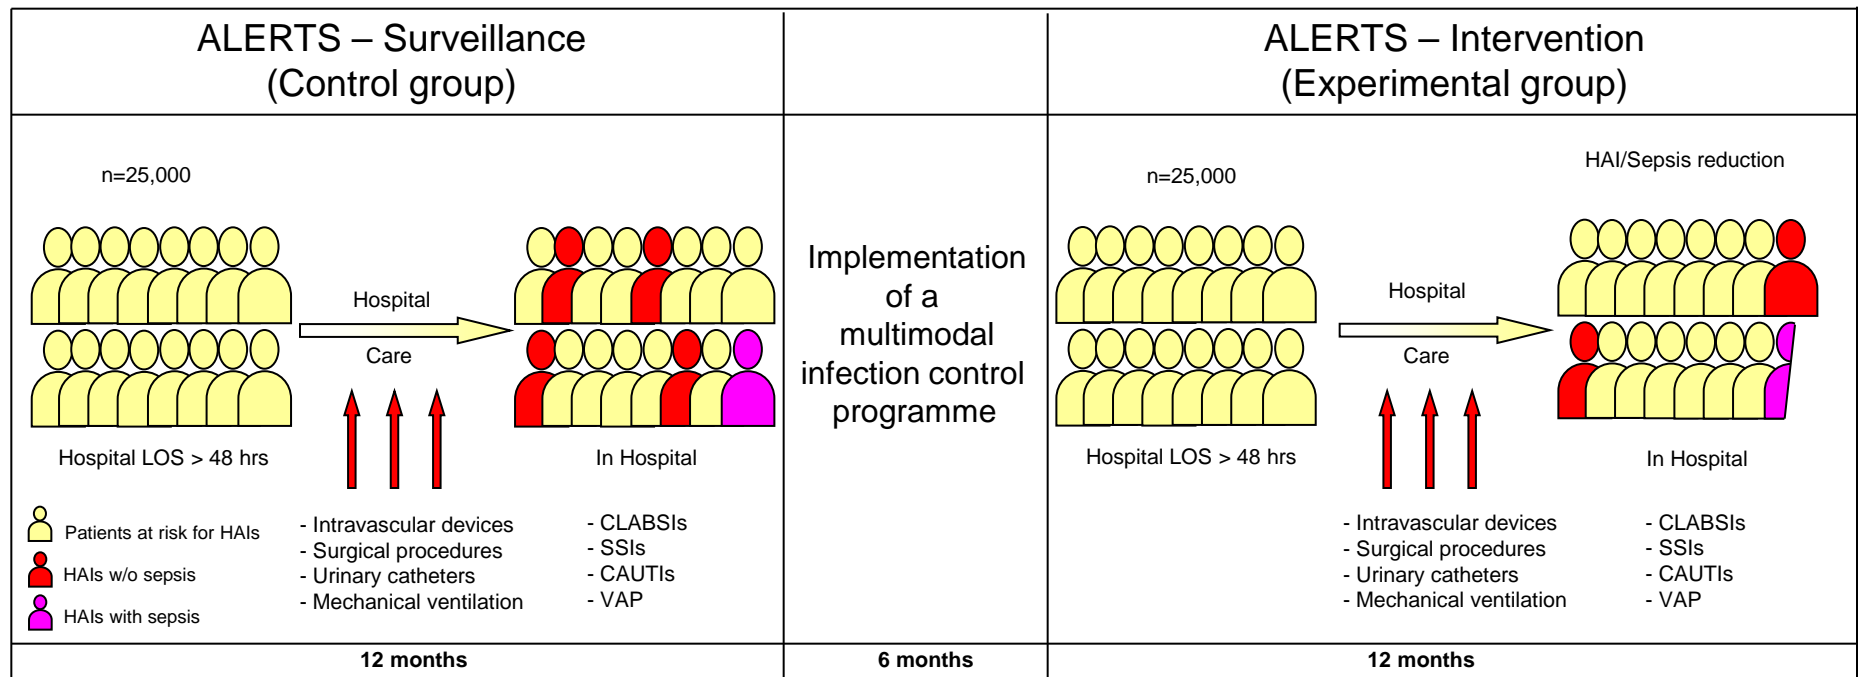 ALERTS – Surveillance
(Control group)
n=25,000
Hospital
Care
Hospital LOS > 48 hrs
In Hospital
Patients at risk for HAIs
HAIs w/o sepsis
HAIs with sepsis
- Intravascular devices
- Surgical procedures
- Urinary catheters
- Mechanical ventilation
- CLABSIs
- SSIs
- CAUTIs
- VAP
12 months
Implementation
of a
multimodal
infection control
programme
6 months
ALERTS – Intervention
(Experimental group)
n=25,000
HAI/Sepsis reduction
Hospital
Care
Hospital LOS > 48 hrs
In Hospital
- Intravascular devices
- Surgical procedures
- Urinary catheters
- Mechanical ventilation
- CLABSIs
- SSIs
- CAUTIs
- VAP
12 months